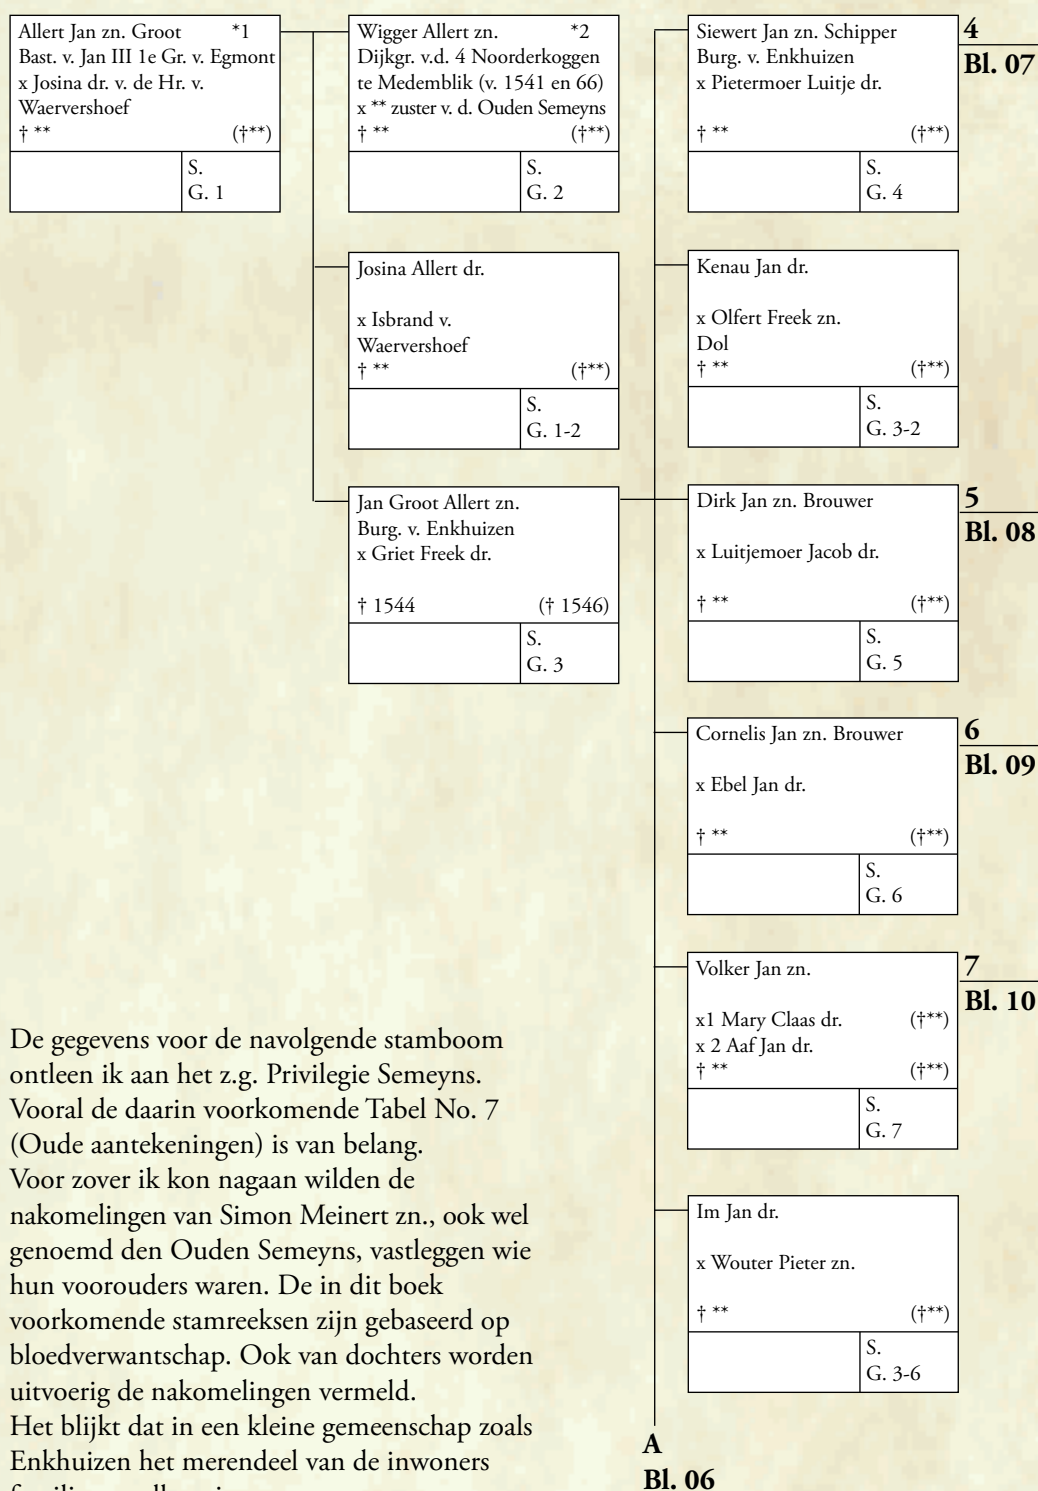 Allert Jan zn. Groot *1
Bast. v. Jan III 1e Gr. v. Egmont
x Josina dr. v. de Hr. v.
Waervershoef
† ** (†**)
S.
G. 1
Wigger Allert zn. *2
Dijkgr. v.d. 4 Noorderkoggen
te Medemblik (v. 1541 en 66)
x ** zuster v. d. Ouden Semeyns
† ** (†**)
S.
G. 2
Josina Allert dr.
x Isbrand v.
Waervershoef
† ** (†**)
S.
G. 1-2
Jan Groot Allert zn.
Burg. v. Enkhuizen
x Griet Freek dr.
† 1544 († 1546)
S.
G. 3
Siewert Jan zn. Schipper
Burg. v. Enkhuizen
x Pietermoer Luitje dr.
† ** (†**)
S.
G. 4
4
Bl. 07
Kenau Jan dr.
x Olfert Freek zn.
Dol
† ** (†**)
S.
G. 3-2
Dirk Jan zn. Brouwer
x Luitjemoer Jacob dr.
† ** (†**)
S.
G. 5
5
Bl. 08
Cornelis Jan zn. Brouwer
x Ebel Jan dr.
† ** (†**)
S.
G. 6
6
Bl. 09
Volker Jan zn.
x1 Mary Claas dr. (†**)
x 2 Aaf Jan dr.
† ** (†**)
S.
G. 7
7
Bl. 10
Im Jan dr.
x Wouter Pieter zn.
† ** (†**)
S.
G. 3-6
A
Bl. 06
De gegevens voor de navolgende stamboom
ontleen ik aan het z.g. Privilegie Semeyns.
Vooral de daarin voorkomende Tabel No. 7
(Oude aantekeningen) is van belang.
Voor zover ik kon nagaan wilden de
nakomelingen van Simon Meinert zn., ook wel
genoemd den Ouden Semeyns, vastleggen wie
hun voorouders waren. De in dit boek
voorkomende stamreeksen zijn gebaseerd op
bloedverwantschap. Ook van dochters worden
uitvoerig de nakomelingen vermeld.
Het blijkt dat in een kleine gemeenschap zoals
Enkhuizen het merendeel van de inwoners